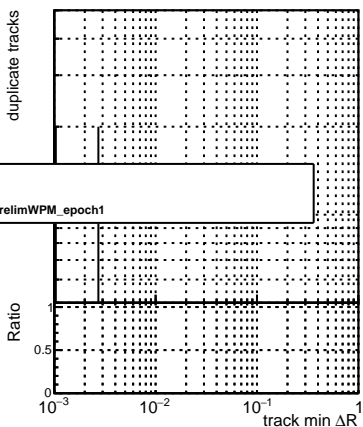 duplicate tracks
relimWPM_epoch1
Ratio
1
0.5
0
10⁻³ 10⁻² 10⁻¹ 1
track min ΔR